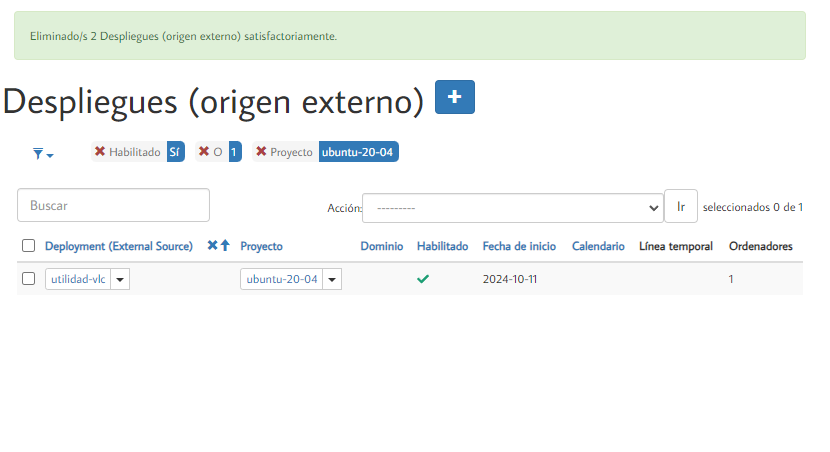 Eliminado/s 2 Despliegues (origen externo) satisfactoriamente.
Despliegues (origen externo) +
Habilitado Sí O 1 Proyecto ubuntu-20-04
Buscar Acción: --------- Ir seleccionados 0 de 1
Deployment (External Source) Proyecto Dominio Habilitado Fecha de inicio Calendario Línea temporal Ordenadores
utilidad-vlc ubuntu-20-04 2024-10-11 1